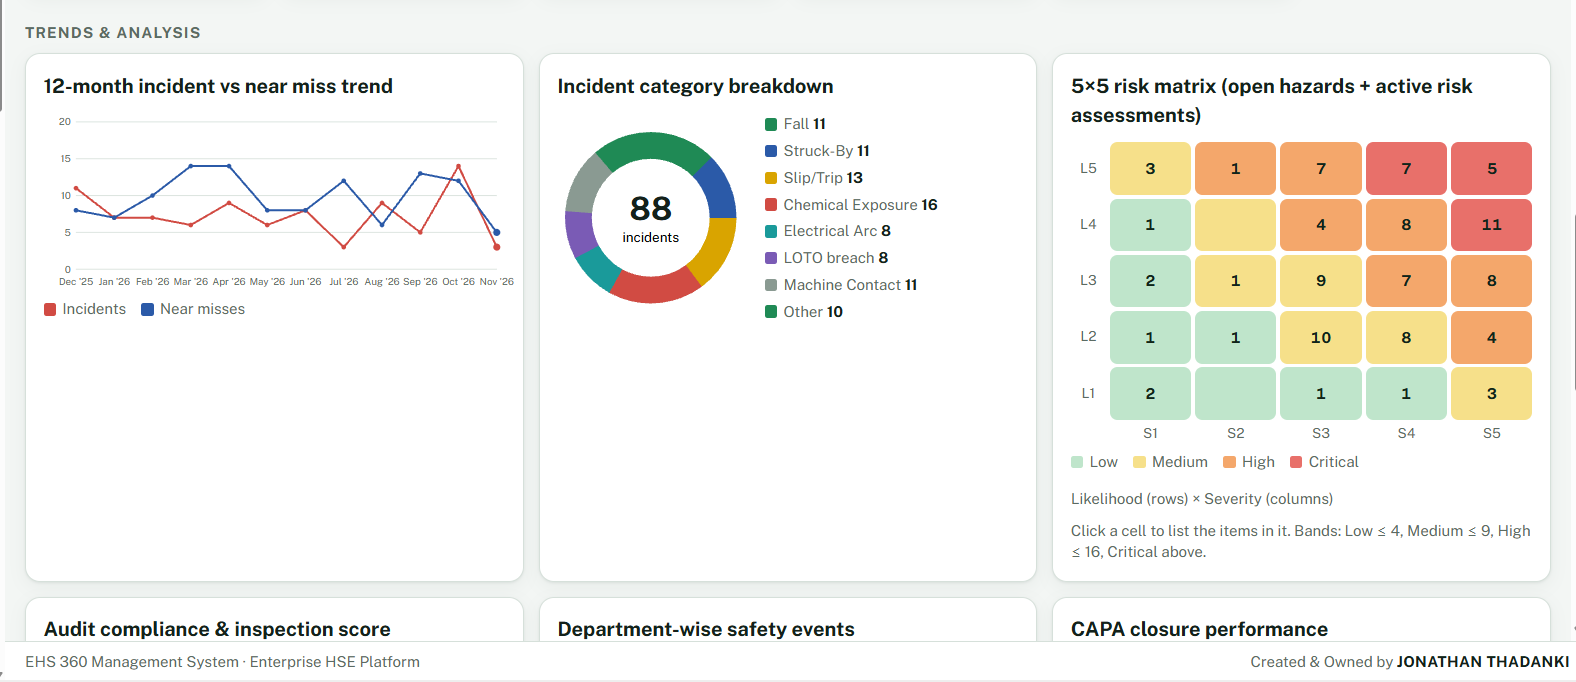 TRENDS & ANALYSIS
12-month incident vs near miss trend
20
15
10
5
0
Dec '25 Jan '26 Feb '26 Mar '26 Apr '26 May '26 Jun '26 Jul '26 Aug '26 Sep '26 Oct '26 Nov '26
Incidents Near misses
Incident category breakdown
88
incidents
Fall 11
Struck-By 11
Slip/Trip 13
Chemical Exposure 16
Electrical Arc 8
LOTO breach 8
Machine Contact 11
Other 10
5×5 risk matrix (open hazards + active risk
assessments)
L5 3 1 7 7 5
L4 1 4 8 11
L3 2 1 9 7 8
L2 1 1 10 8 4
L1 2 1 1 3
S1 S2 S3 S4 S5
Low Medium High Critical
Likelihood (rows) × Severity (columns)
Click a cell to list the items in it. Bands: Low ≤ 4, Medium ≤ 9, High
≤ 16, Critical above.
Audit compliance & inspection score
Department-wise safety events
CAPA closure performance
EHS 360 Management System · Enterprise HSE Platform
Created & Owned by JONATHAN THADANKI